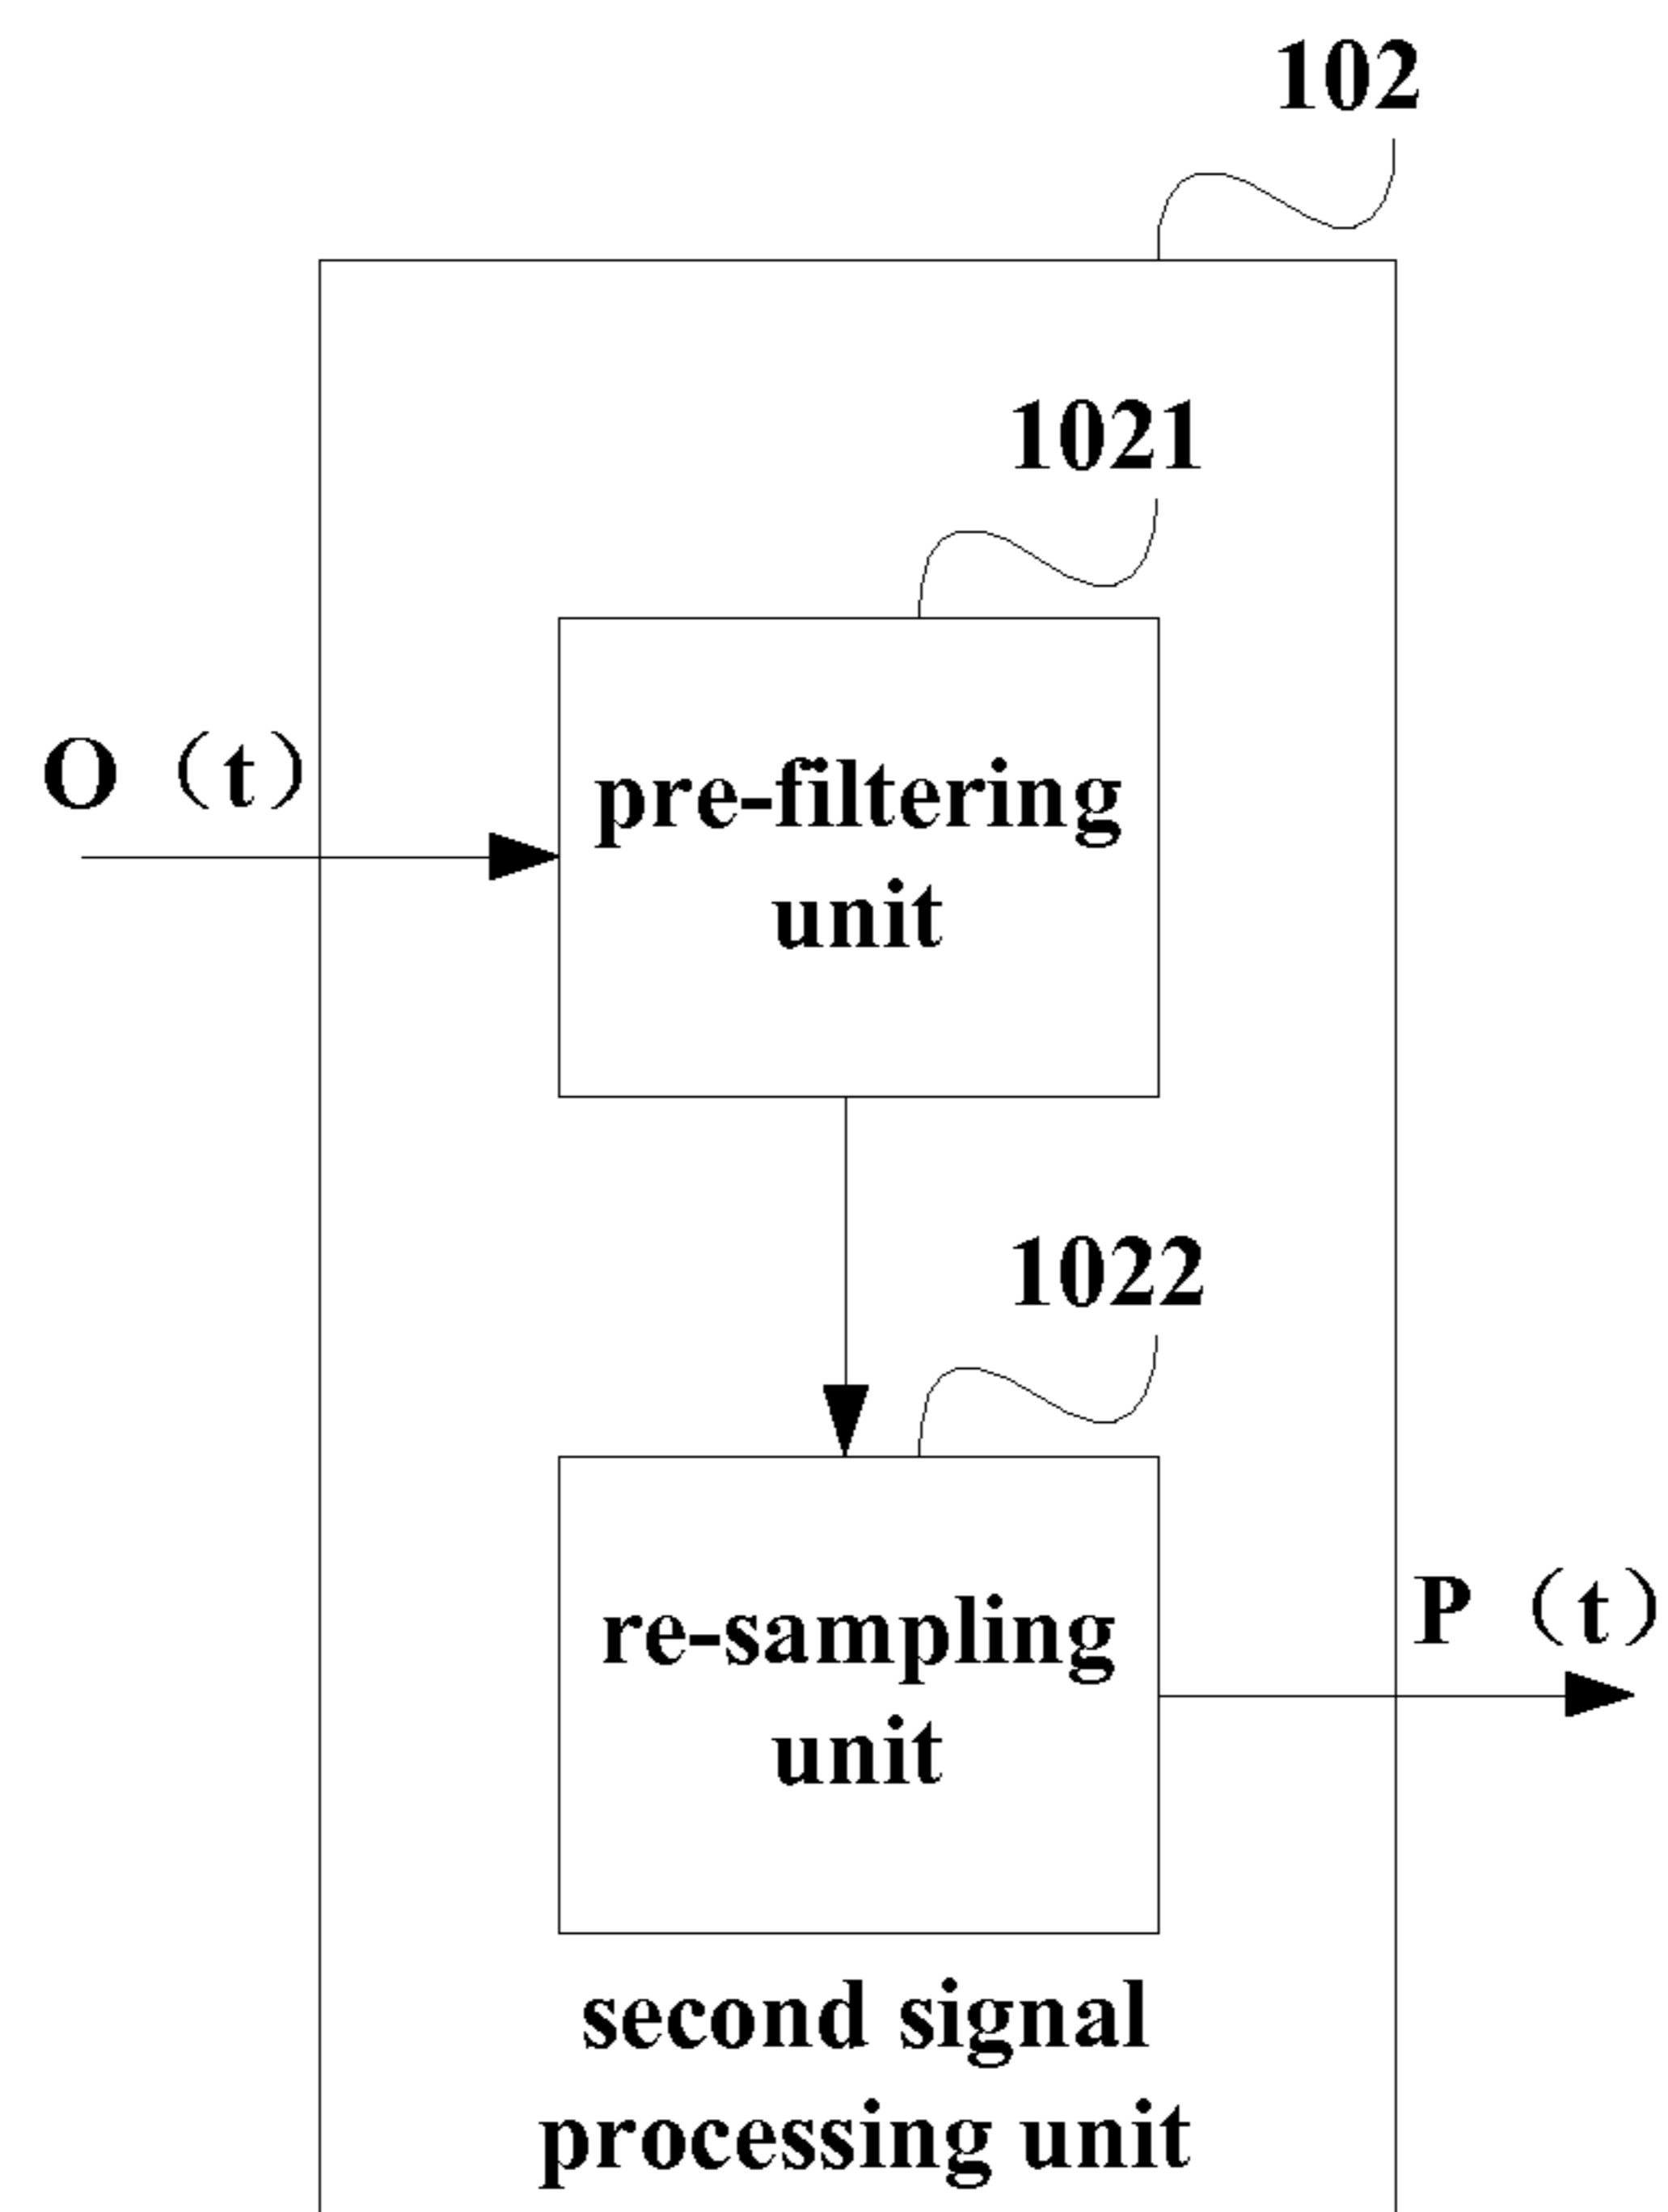 102
1021
O (t)
pre-filtering
unit
1022
re-sampling
unit
P (t)
second signal
processing unit